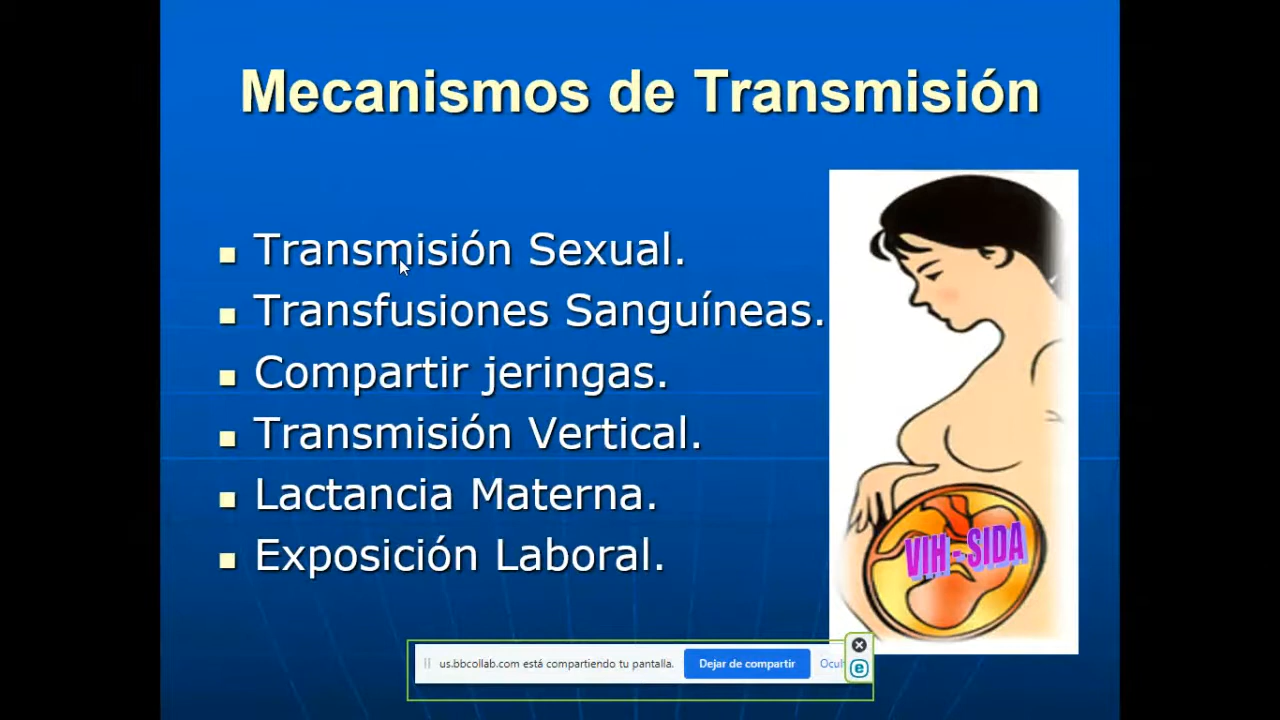 Mecanismos de Transmisión
Transmisión Sexual.
Transfusiones Sanguíneas.
Compartir jeringas.
Transmisión Vertical.
Lactancia Materna.
Exposición Laboral.
VIH - SIDA
us.bbcollab.com está compartiendo tu pantalla.
Dejar de compartir